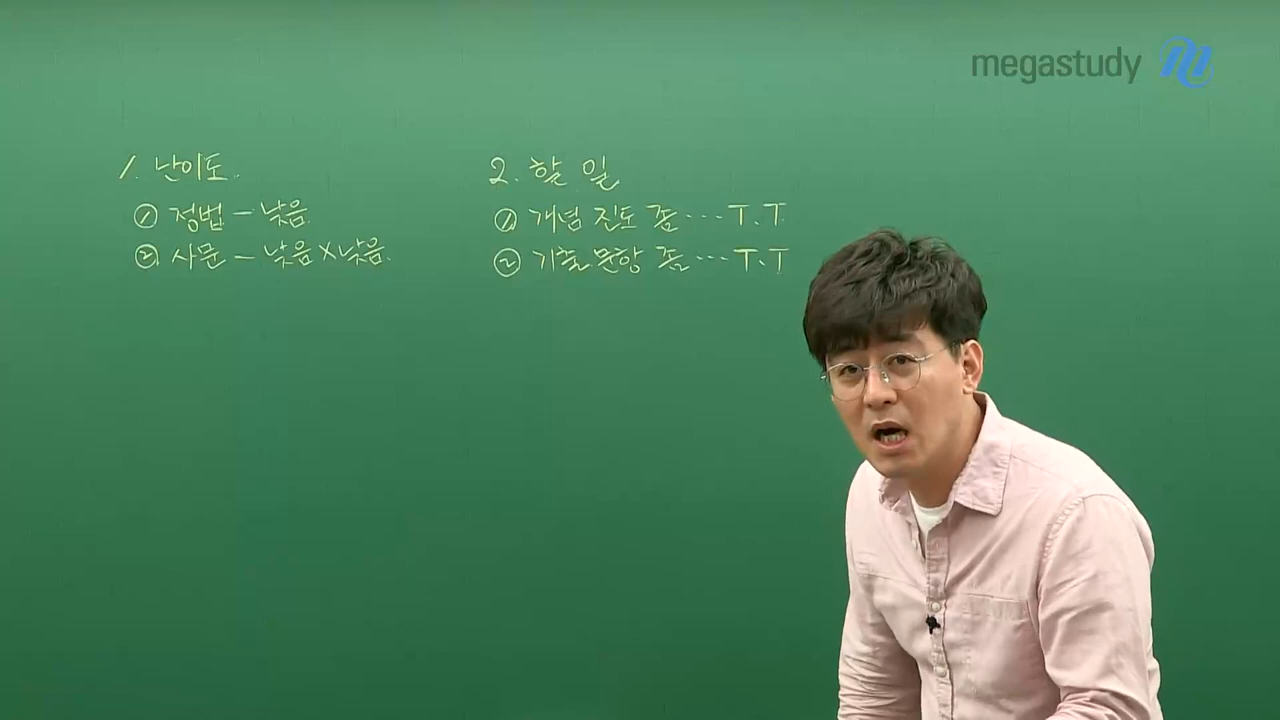 megastudy
1. 난이도
① 정법 - 낮음
② 사문 - 낮음×낮음
2. 할 일
① 개념 진도 좀... T.T
② 기출문항 좀... T.T